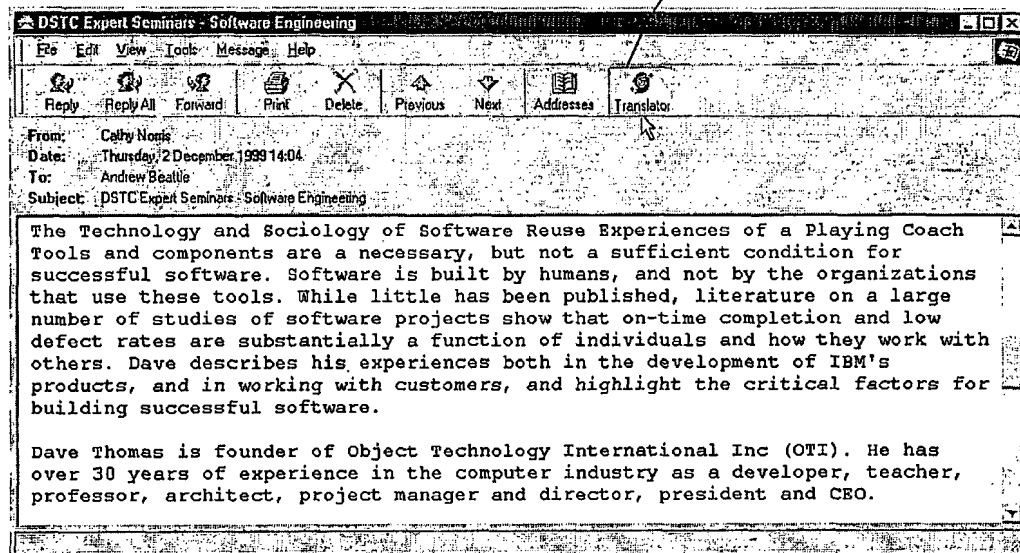 DSTC Expert Seminars - Software Engineering
File Edit View Tools Message Help
Reply Reply All Forward Print Delete Previous Next Addresses Translator
From: Cathy Norris
Date: Thursday, 2 December 1999 14:04
To: Andrew Beattie
Subject: DSTC Expert Seminars - Software Engineering
The Technology and Sociology of Software Reuse Experiences of a Playing Coach
Tools and components are a necessary, but not a sufficient condition for
successful software. Software is built by humans, and not by the organizations
that use these tools. While little has been published, literature on a large
number of studies of software projects show that on-time completion and low
defect rates are substantially a function of individuals and how they work with
others. Dave describes his experiences both in the development of IBM's
products, and in working with customers, and highlight the critical factors for
building successful software.
Dave Thomas is founder of Object Technology International Inc (OTI). He has
over 30 years of experience in the computer industry as a developer, teacher,
professor, architect, project manager and director, president and CEO.